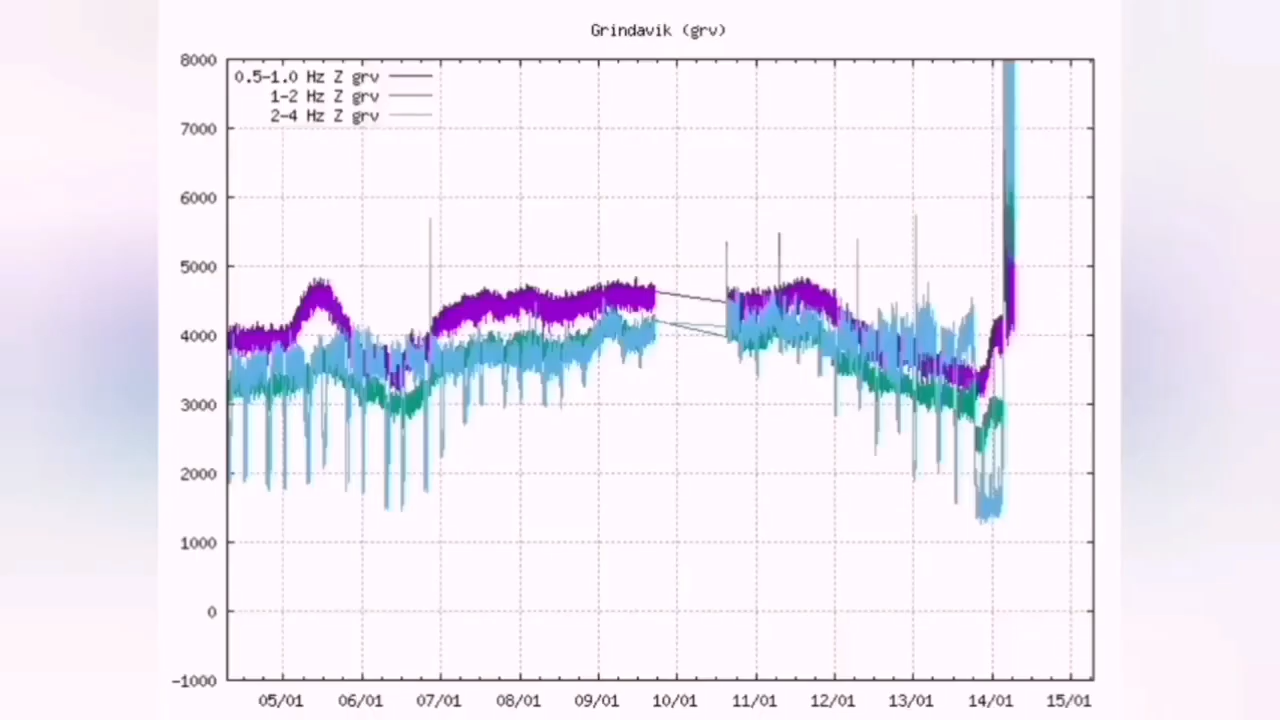 Grindavik (grv)
8000
0.5-1.0 Hz Z grv
1-2 Hz Z grv
2-4 Hz Z grv
7000
6000
5000
4000
3000
2000
1000
0
-1000
05/01 06/01 07/01 08/01 09/01 10/01 11/01 12/01 13/01 14/01 15/01